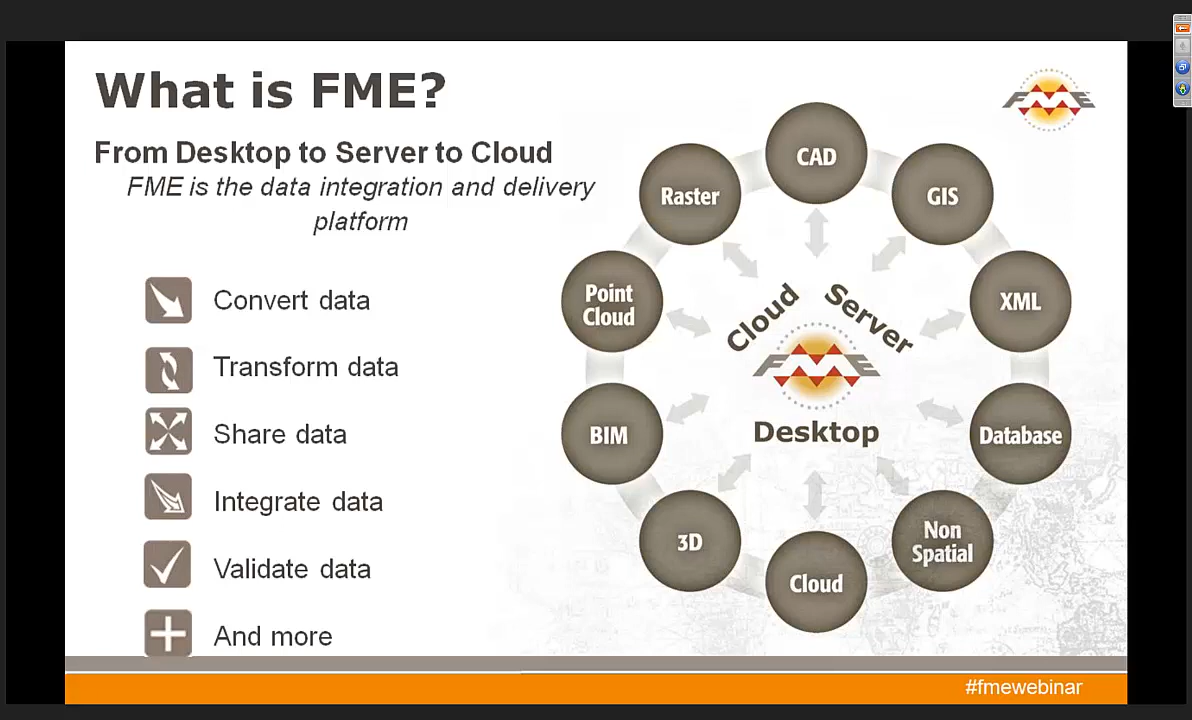 What is FME?
From Desktop to Server to Cloud
FME is the data integration and delivery
platform
Convert data
Transform data
Share data
Integrate data
Validate data
And more
FME
CAD
GIS
XML
Database
Non
Spatial
Cloud
3D
BIM
Point
Cloud
Raster
Cloud
Server
FME
Desktop
#fmewebinar